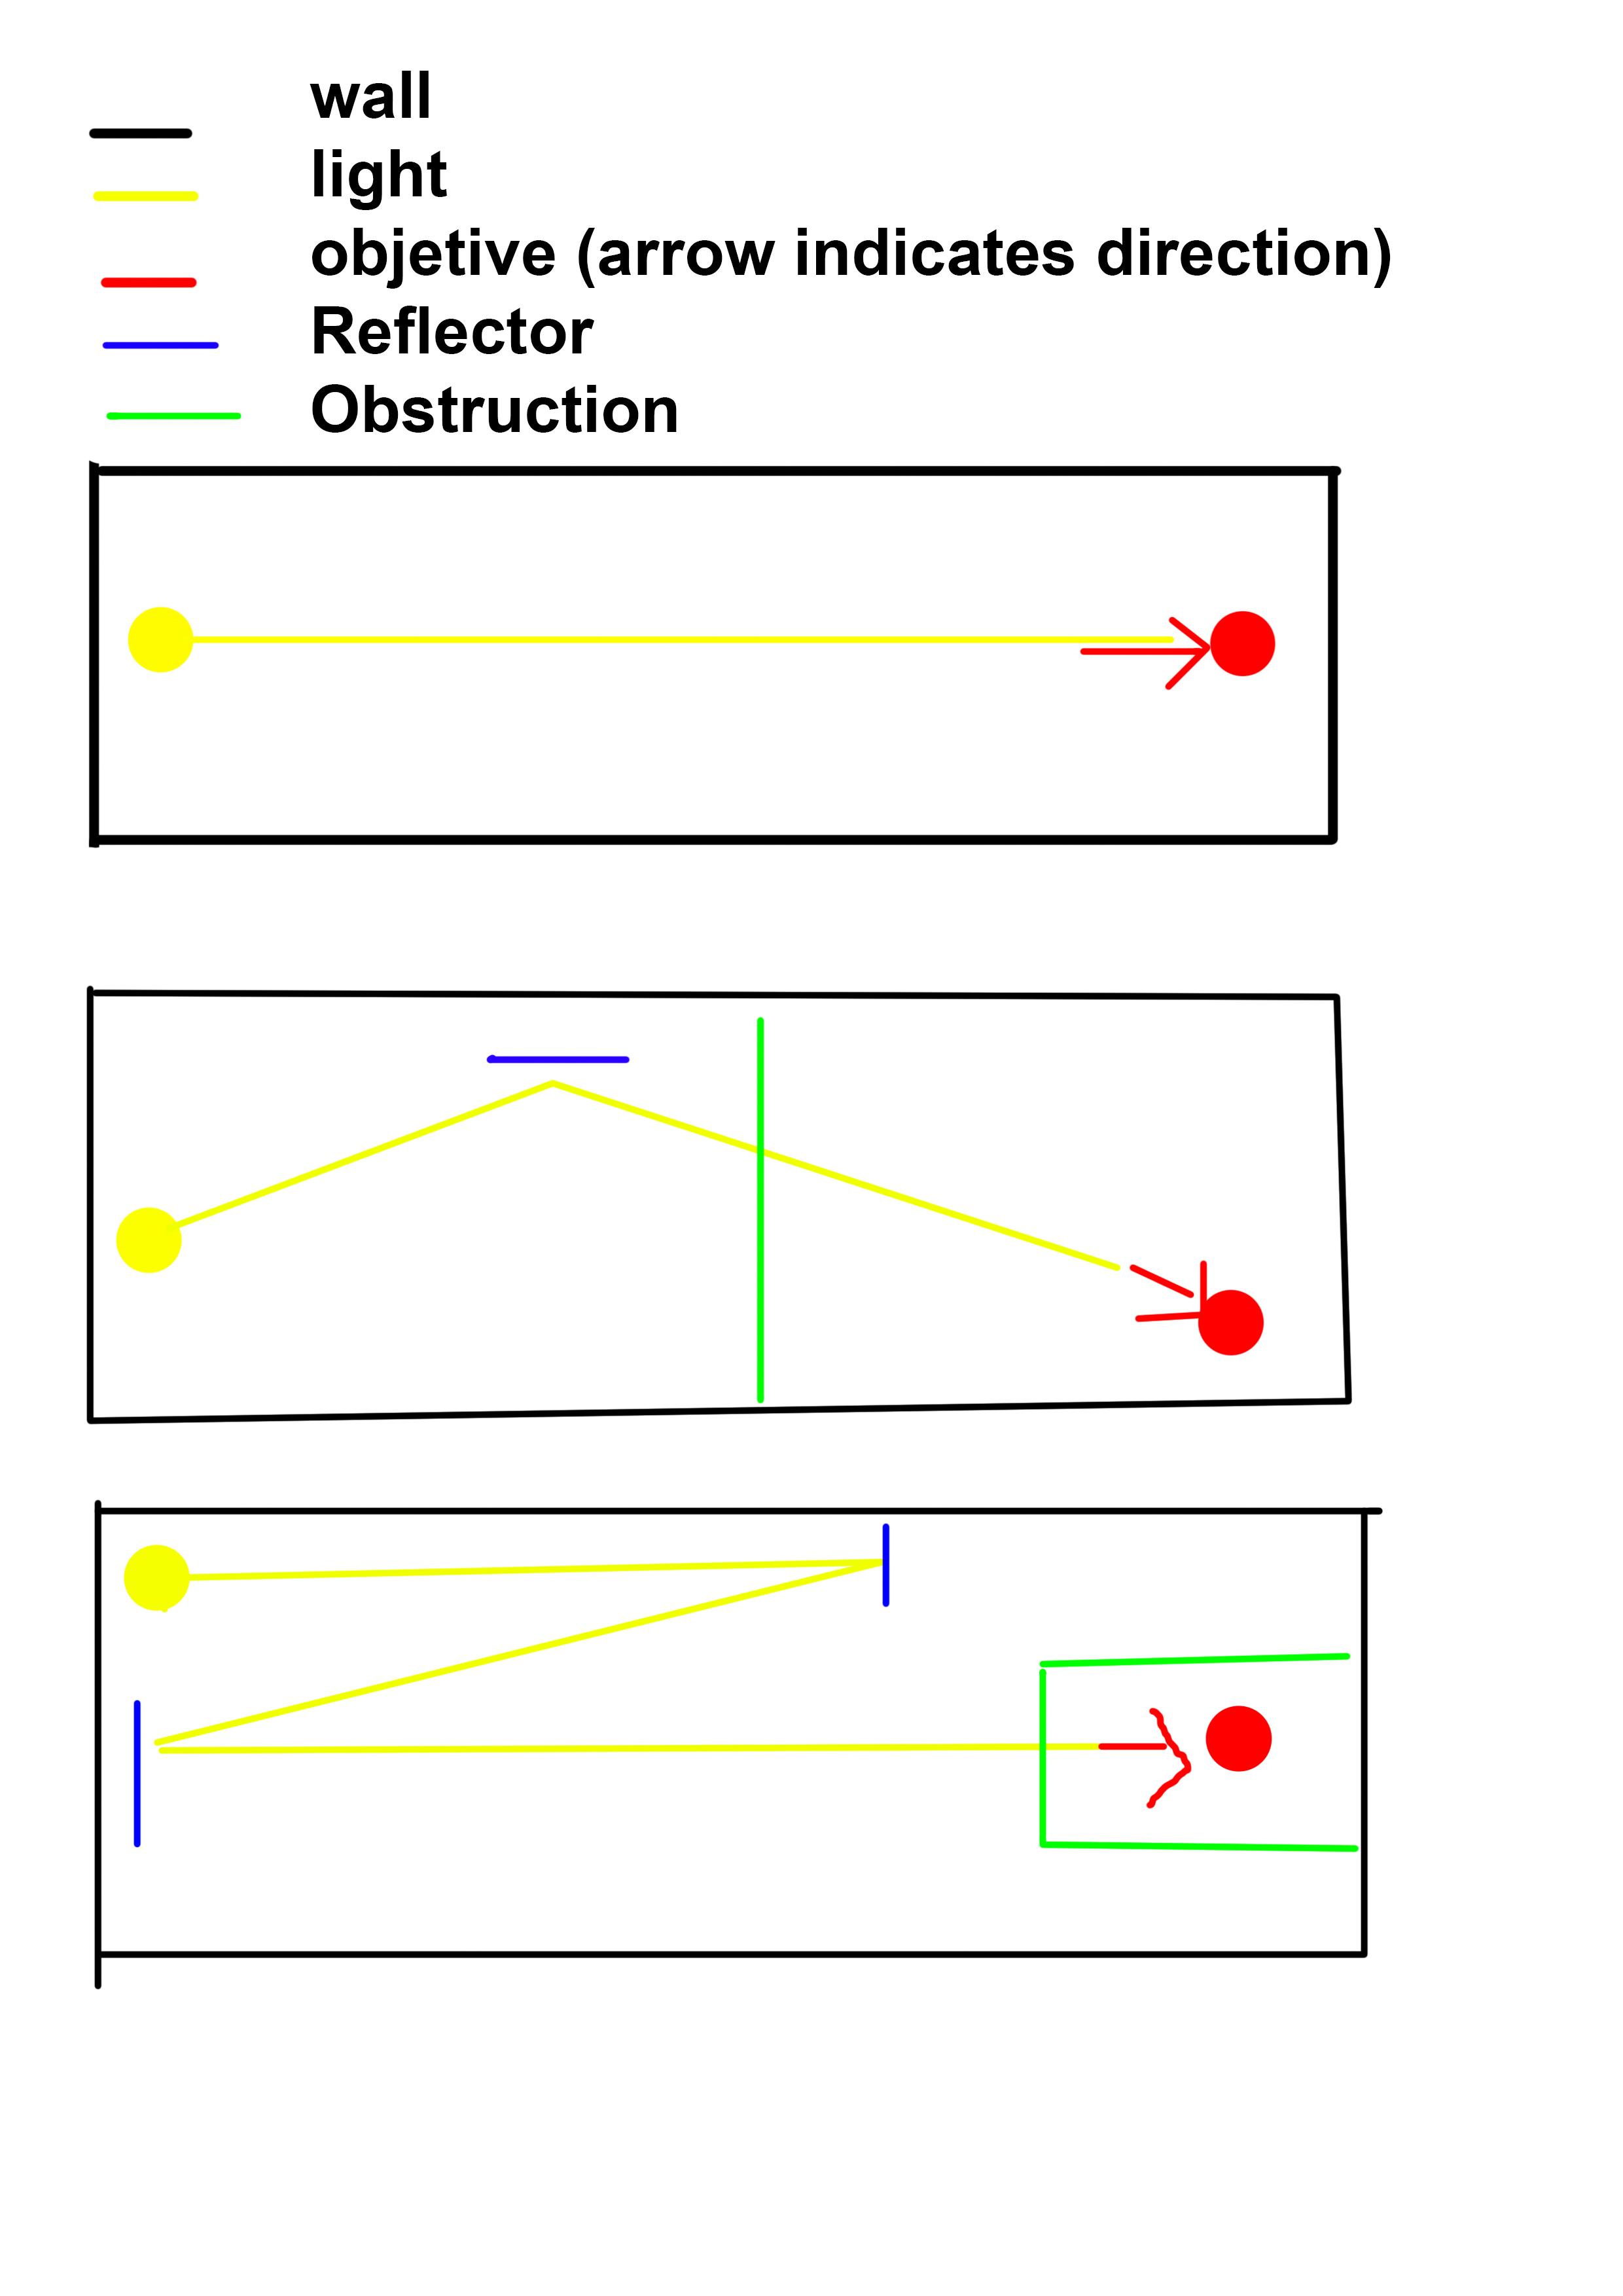 wall
light
objetive (arrow indicates direction)
Reflector
Obstruction